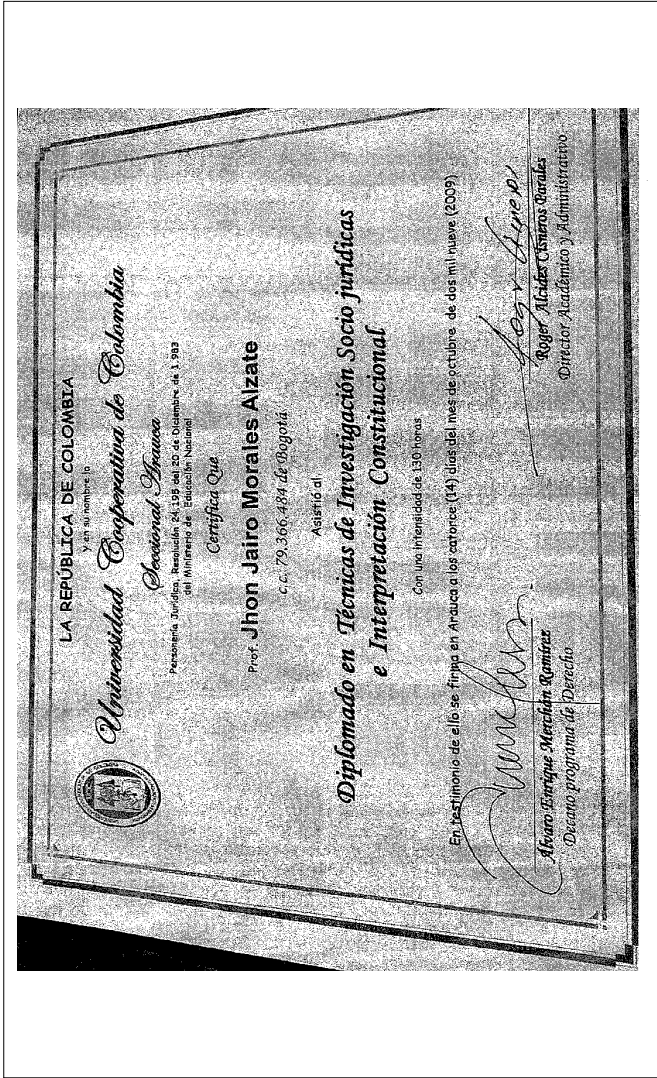 LA REPÚBLICA DE COLOMBIA
y en su nombre la
Universidad Cooperativa de Colombia
Seccional Arauca
Personería Jurídica, Resolución 24.195 del 20 de Diciembre de 1.983
del Ministerio de Educación Nacional
Certifica Que
Prof. Jhon Jairo Morales Alzate
c.c. 79.366.484 de Bogotá
Asistió al
Diplomado en Técnicas de Investigación Socio jurídicas
e Interpretación Constitucional
Con una intensidad de 130 horas
En testimonio de ello se firma en Arauca a los catorce (14) días del mes de octubre de dos mil nueve (2009)
Álvaro Enrique Merchán Ramírez
Decano programa de Derecho
Roger Alcides Cisneros Parales
Director Académico y Administrativo